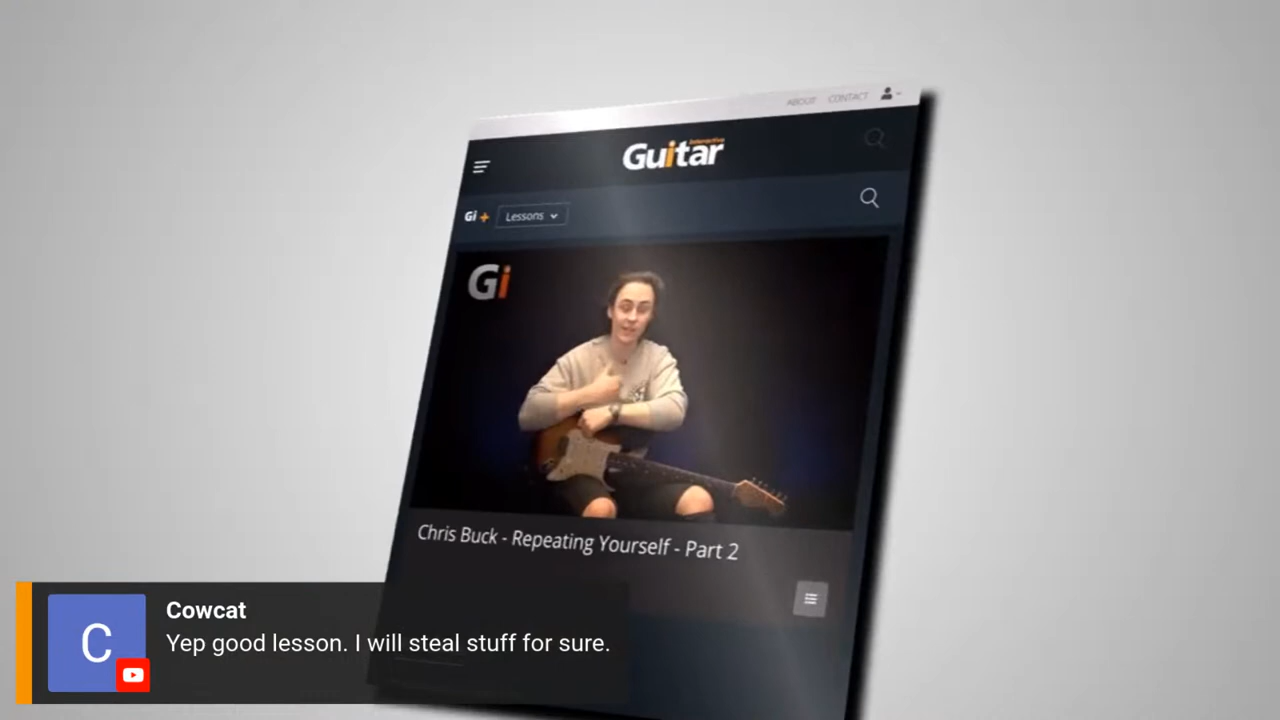 ABOUT CONTACT
Guitar
interactive
Gi+ Lessons
Gi
Chris Buck - Repeating Yourself - Part 2
Cowcat
C
Yep good lesson. I will steal stuff for sure.